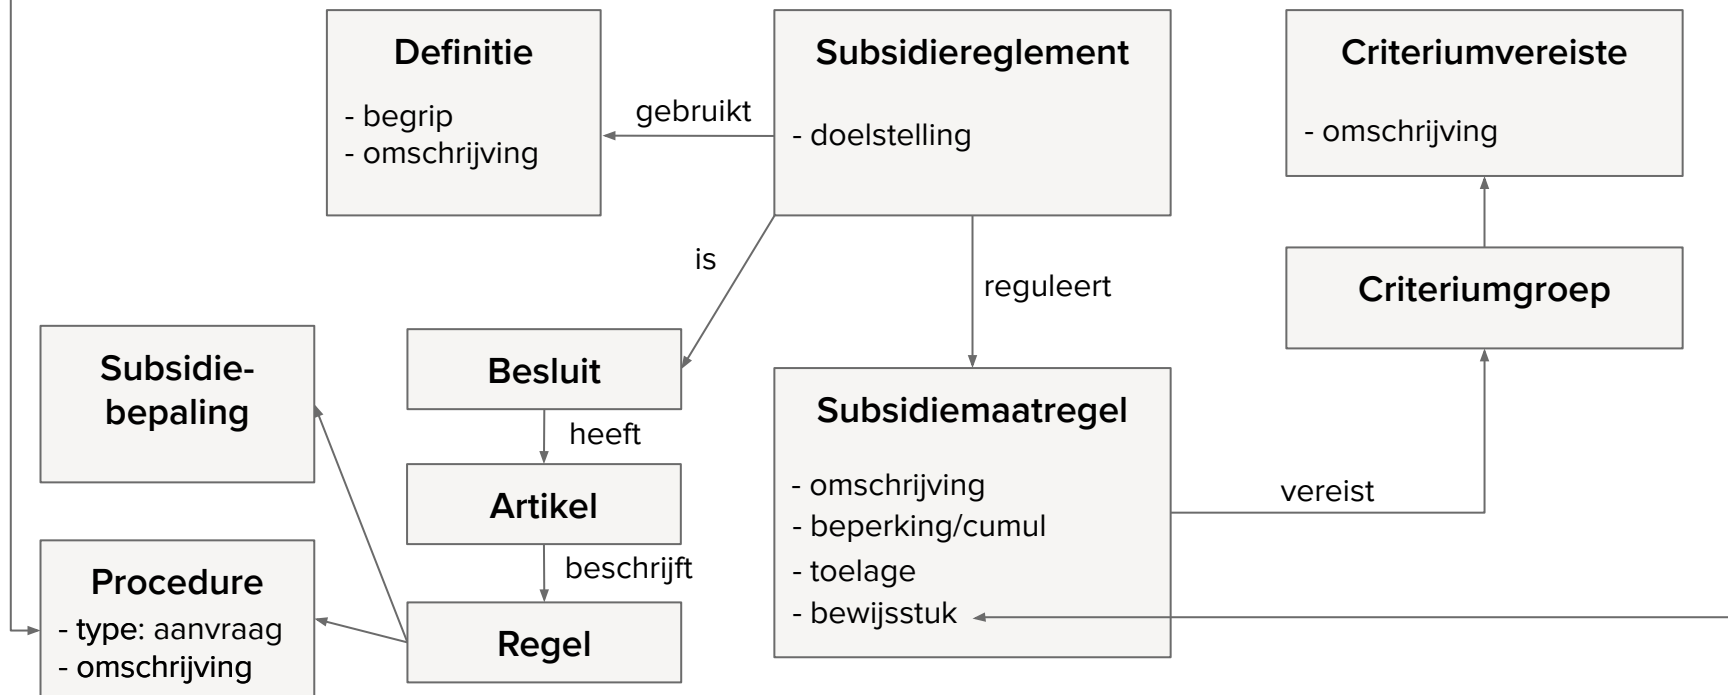 Definitie
- begrip
- omschrijving
gebruikt
Subsidiereglement
- doelstelling
Criteriumvereiste
- omschrijving
is
reguleert
Criteriumgroep
Subsidie-
bepaling
Besluit
heeft
Artikel
beschrijft
Regel
Procedure
- type: aanvraag
- omschrijving
Subsidiemaatregel
- omschrijving
- beperking/cumul
- toelage
- bewijsstuk
vereist